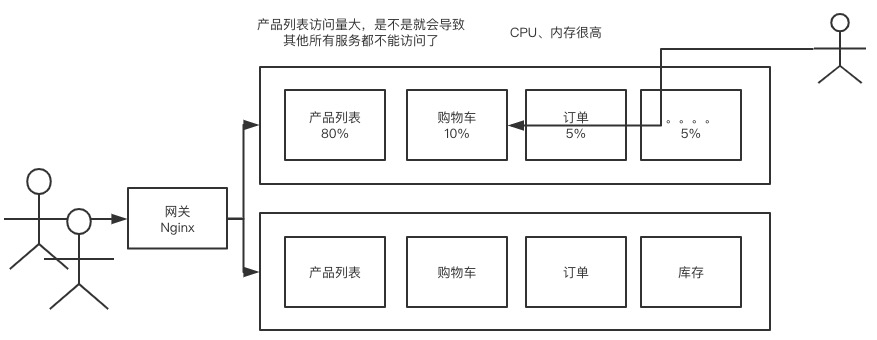 产品列表访问量大，是不是就会导致
其他所有服务都不能访问了
CPU、内存很高
产品列表
80%
购物车
10%
订单
5%
。。。。
5%
网关
Nginx
产品列表
购物车
订单
库存